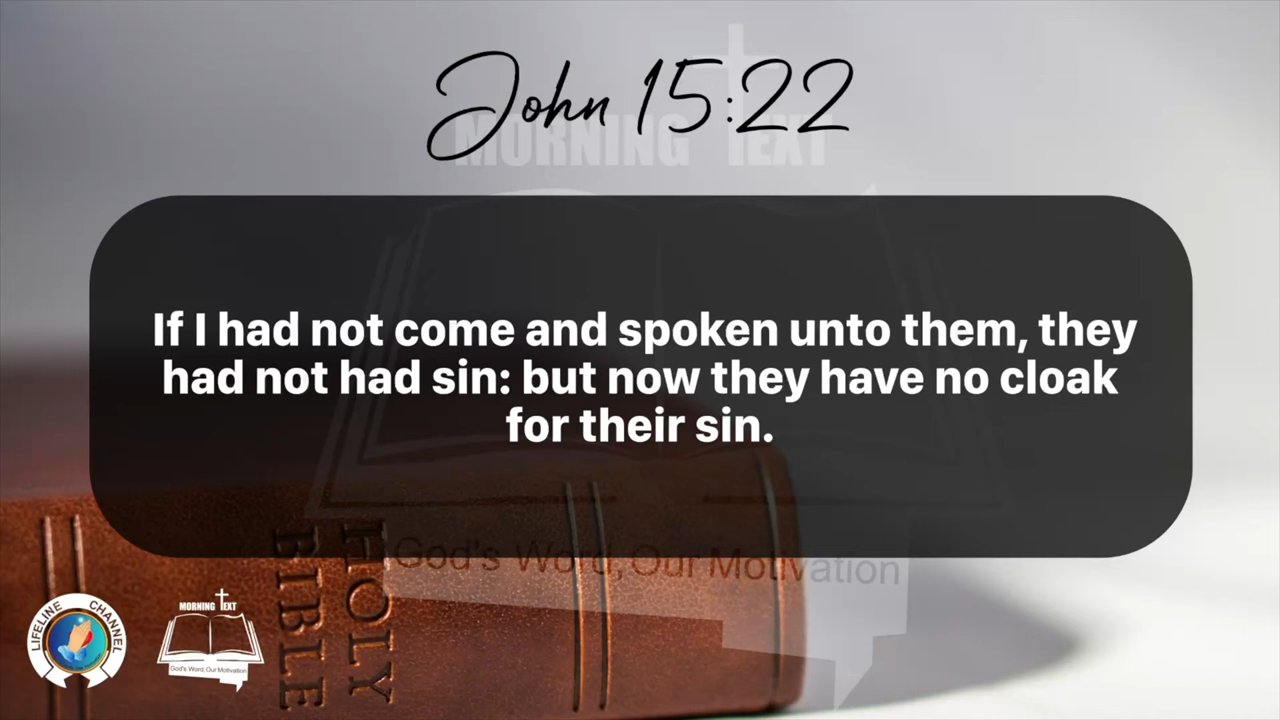 John 15:22
MORNING TEXT
If I had not come and spoken unto them, they
had not had sin: but now they have no cloak
for their sin.
God's Word, Our Motivation
HOLY
BIBLE
LIFELINE CHANNEL
MORNING TEXT
God's Word, Our Motivation